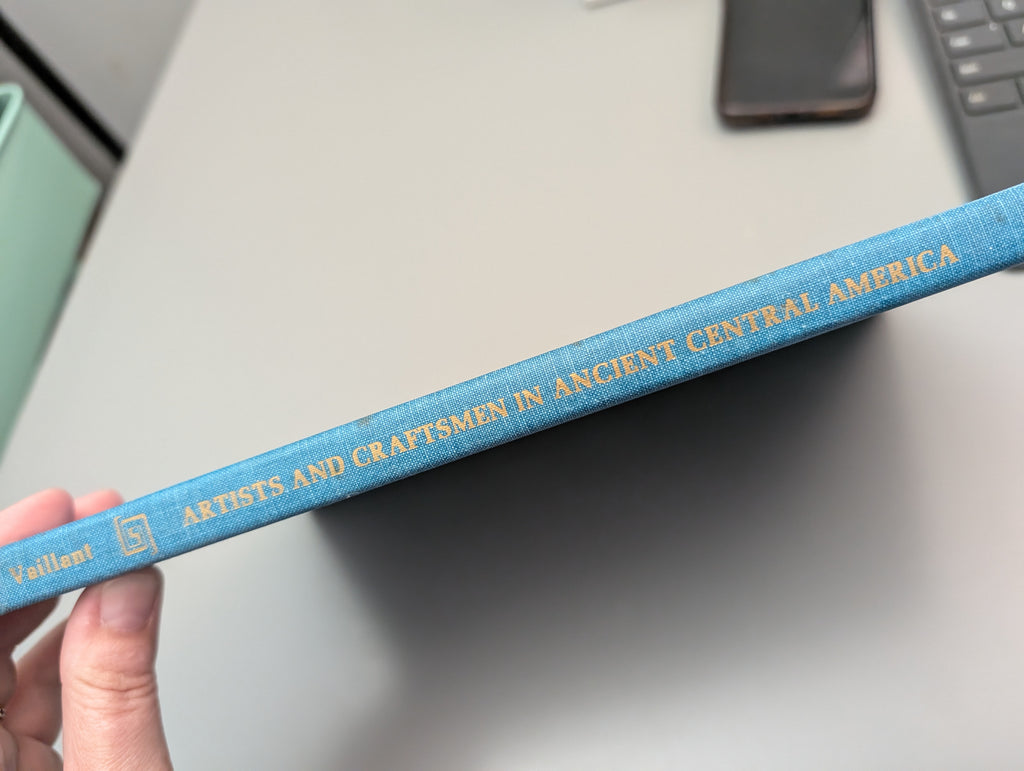 Vaillant
S
ARTISTS AND CRAFTSMEN IN ANCIENT CENTRAL AMERICA